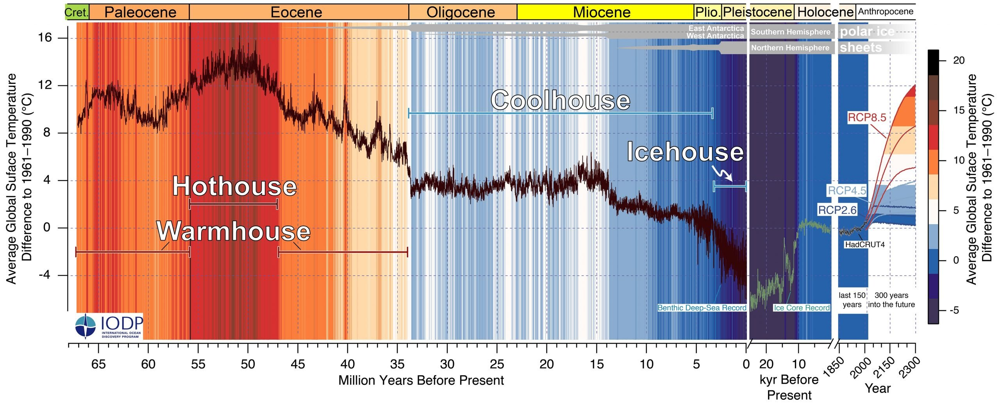 Cret. Paleocene Eocene Oligocene Miocene Plio. Pleistocene Holocene Anthropocene
East Antarctica
West Antarctica
Southern Hemisphere
Northern Hemisphere
polar ice
sheets
Average Global Suface Temperature
Difference to 1961–1990 (°C)
16
12
8
4
0
-4
Coolhouse
Icehouse
Hothouse
Warmhouse
RCP8.5
RCP4.5
RCP2.6
HadCRUT4
Benthic Deep-Sea Record
Ice Core Record
last 150
years
300 years
into the future
IODP
INTERNATIONAL OCEAN
DISCOVERY PROGRAM
20
15
10
5
0
-5
Average Global Suface Temperature
Difference to 1961–1990 (°C)
65 60 55 50 45 40 35 30 25 20 15 10 5 0 20 10 1850 2000 2150 2300
Million Years Before Present
kyr Before
Present
Year